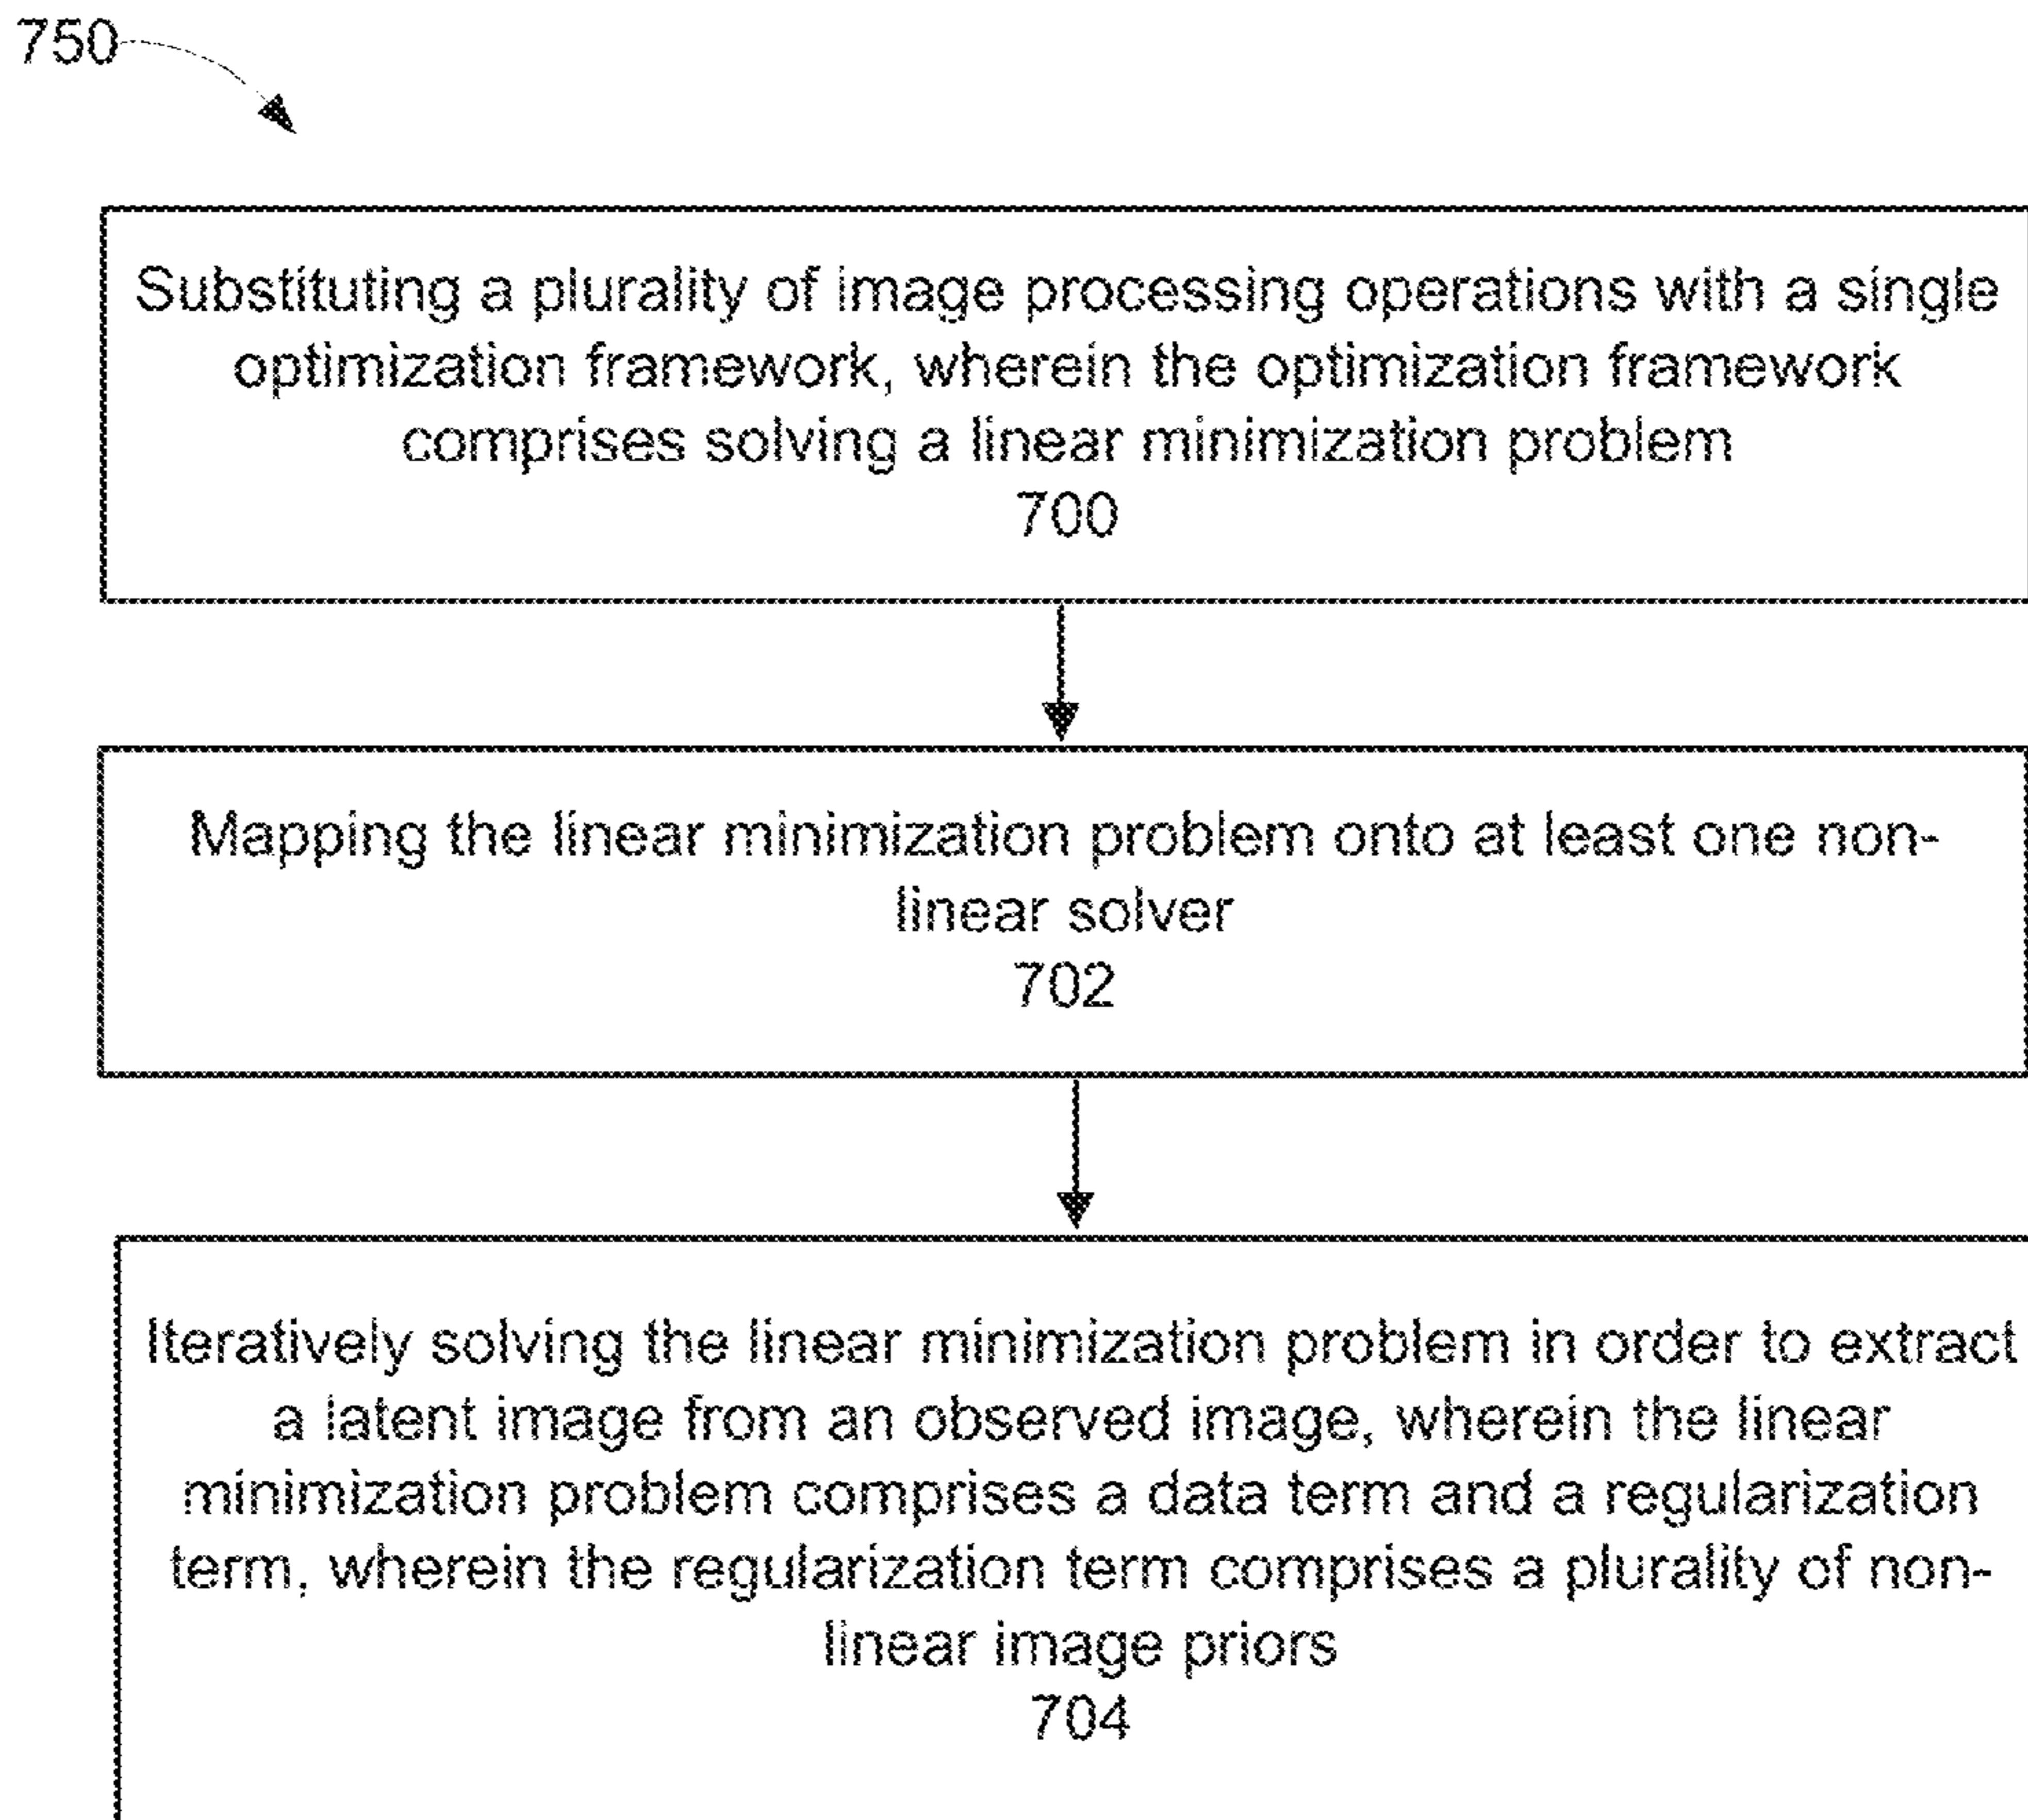 750
Substituting a plurality of image processing operations with a single
optimization framework, wherein the optimization framework
comprises solving a linear minimization problem
700
Mapping the linear minimization problem onto at least one non-
linear solver
702
Iteratively solving the linear minimization problem in order to extract
a latent image from an observed image, wherein the linear
minimization problem comprises a data term and a regularization
term, wherein the regularization term comprises a plurality of non-
linear image priors
704